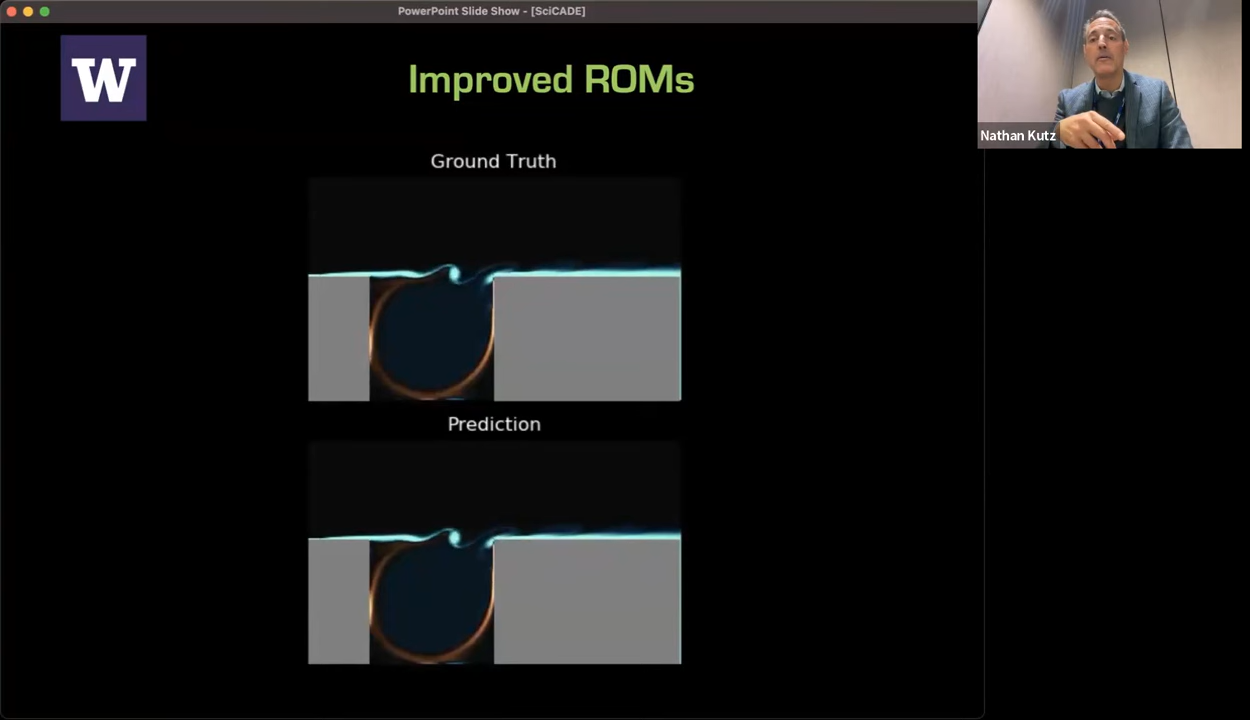 PowerPoint Slide Show - [SciCADE]
W
Improved ROMs
Nathan Kutz
Ground Truth
Prediction